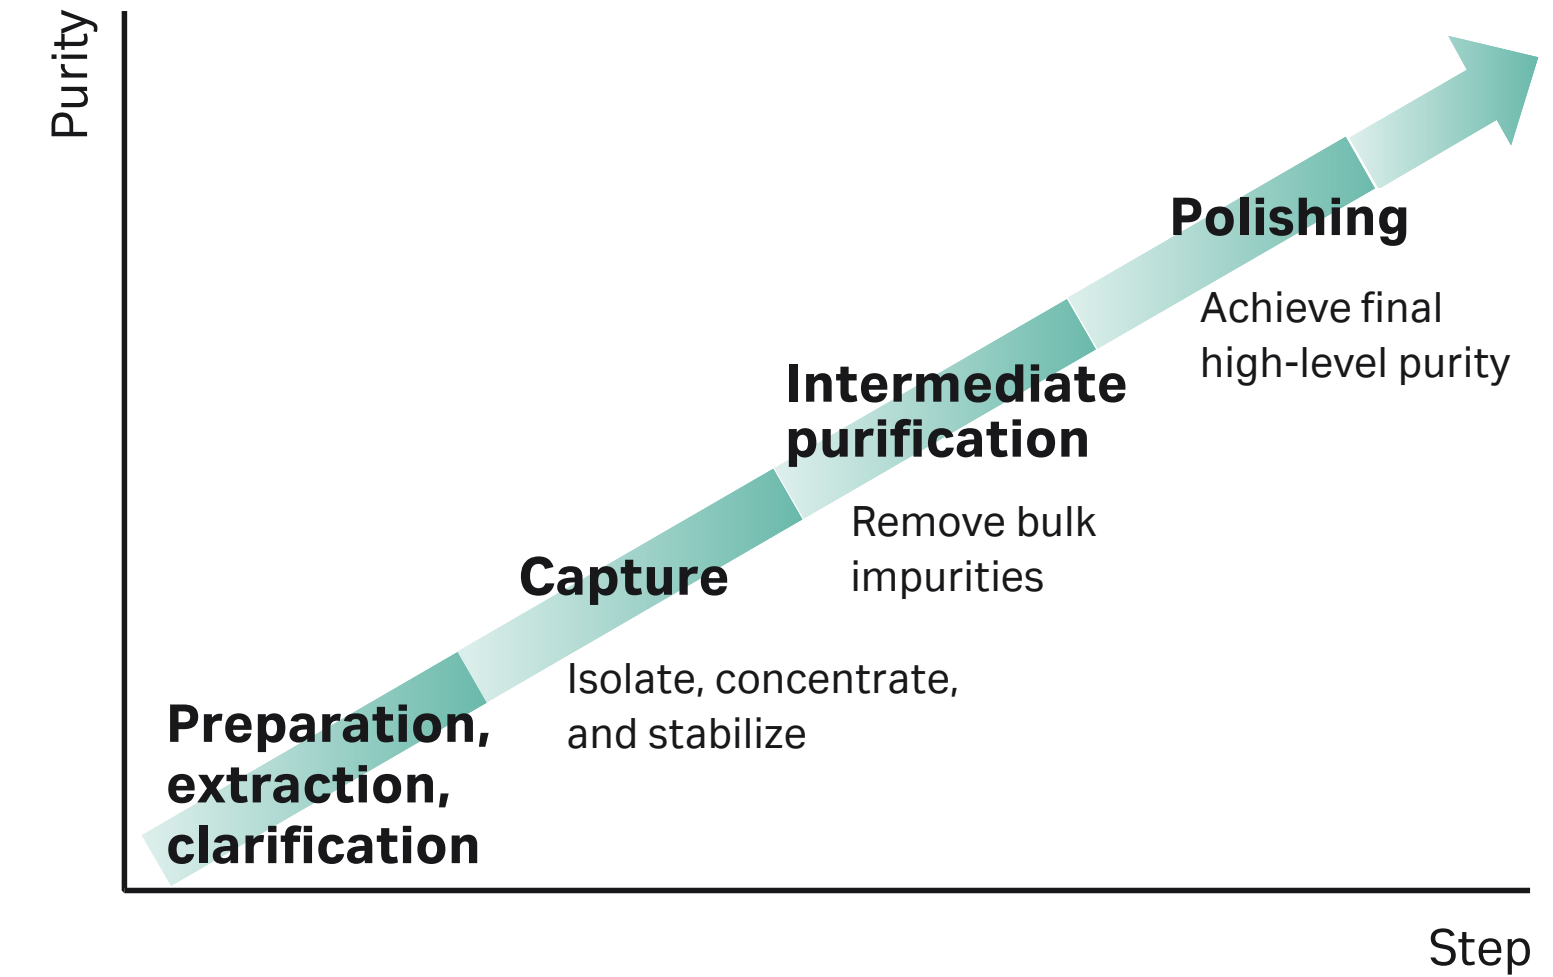 Purity
Polishing
Achieve final
high-level purity
Intermediate
purification
Remove bulk
impurities
Capture
Isolate, concentrate,
and stabilize
Preparation,
extraction,
clarification
Step